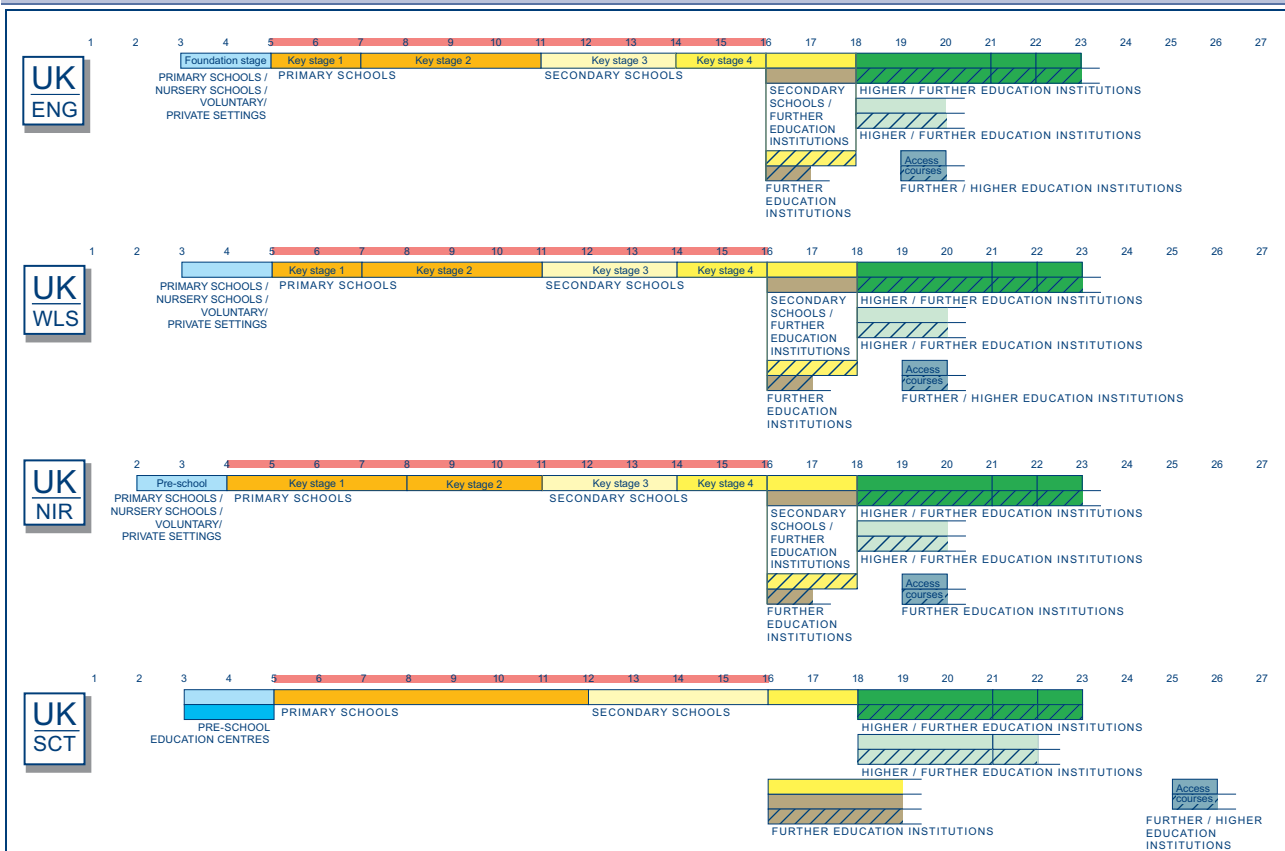 1 2 3 4 5 6 7 8 9 10 11 12 13 14 15 16 17 18 19 20 21 22 23 24 25 26 27
UK
ENG
Foundation stage Key stage 1 Key stage 2 Key stage 3 Key stage 4
PRIMARY SCHOOLS /
NURSERY SCHOOLS /
VOLUNTARY/
PRIVATE SETTINGS
PRIMARY SCHOOLS
SECONDARY SCHOOLS
SECONDARY
SCHOOLS /
FURTHER
EDUCATION
INSTITUTIONS
HIGHER / FURTHER EDUCATION INSTITUTIONS
HIGHER / FURTHER EDUCATION INSTITUTIONS
FURTHER
EDUCATION
INSTITUTIONS
Access
courses
FURTHER / HIGHER EDUCATION INSTITUTIONS
1 2 3 4 5 6 7 8 9 10 11 12 13 14 15 16 17 18 19 20 21 22 23 24 25 26 27
UK
WLS
Key stage 1 Key stage 2 Key stage 3 Key stage 4
PRIMARY SCHOOLS /
NURSERY SCHOOLS /
VOLUNTARY/
PRIVATE SETTINGS
PRIMARY SCHOOLS
SECONDARY SCHOOLS
SECONDARY
SCHOOLS /
FURTHER
EDUCATION
INSTITUTIONS
HIGHER / FURTHER EDUCATION INSTITUTIONS
HIGHER / FURTHER EDUCATION INSTITUTIONS
FURTHER
EDUCATION
INSTITUTIONS
Access
courses
FURTHER / HIGHER EDUCATION INSTITUTIONS
2 3 4 5 6 7 8 9 10 11 12 13 14 15 16 17 18 19 20 21 22 23 24 25 26 27
UK
NIR
Pre-school Key stage 1 Key stage 2 Key stage 3 Key stage 4
PRIMARY SCHOOLS /
NURSERY SCHOOLS /
VOLUNTARY/
PRIVATE SETTINGS
PRIMARY SCHOOLS
SECONDARY SCHOOLS
SECONDARY
SCHOOLS /
FURTHER
EDUCATION
INSTITUTIONS
HIGHER / FURTHER EDUCATION INSTITUTIONS
HIGHER / FURTHER EDUCATION INSTITUTIONS
FURTHER
EDUCATION
INSTITUTIONS
Access
courses
FURTHER EDUCATION INSTITUTIONS
1 2 3 4 5 6 7 8 9 10 11 12 13 14 15 16 17 18 19 20 21 22 23 24 25 26 27
UK
SCT
PRE-SCHOOL
EDUCATION CENTRES
PRIMARY SCHOOLS
SECONDARY SCHOOLS
HIGHER / FURTHER EDUCATION INSTITUTIONS
HIGHER / FURTHER EDUCATION INSTITUTIONS
FURTHER EDUCATION INSTITUTIONS
Access
courses
FURTHER / HIGHER
EDUCATION
INSTITUTIONS